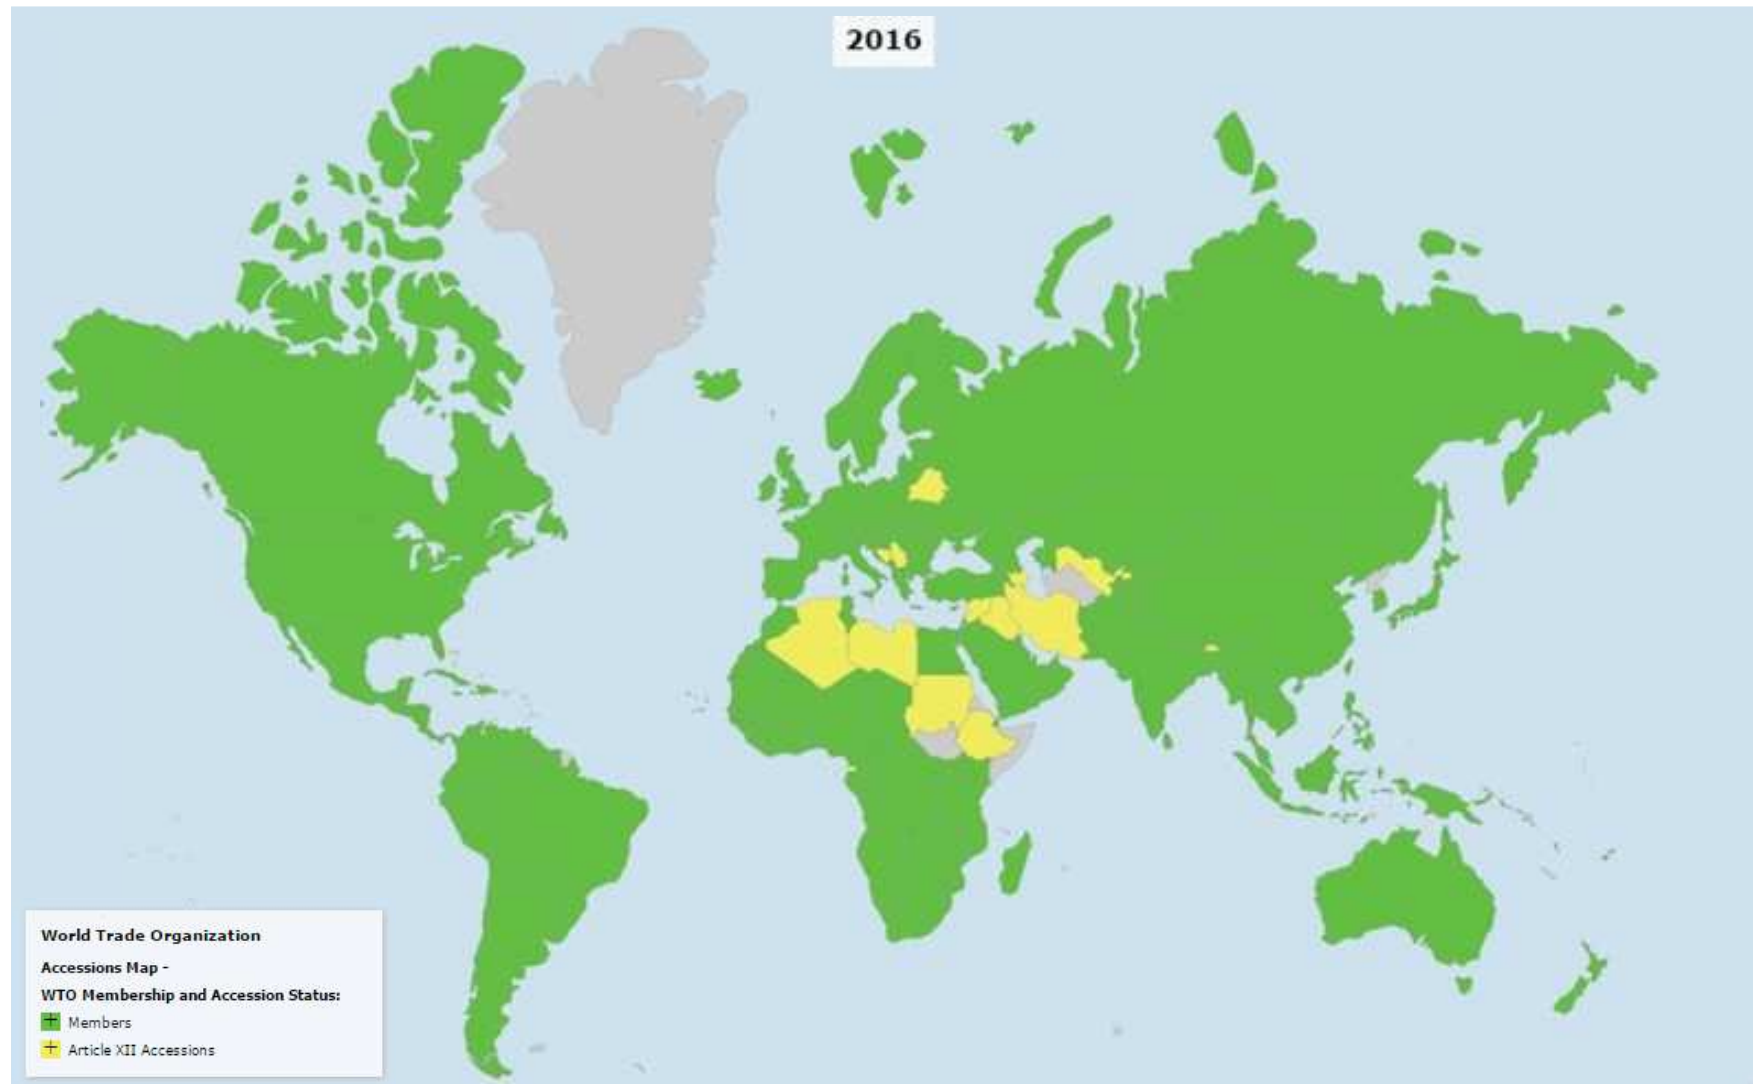 2016
World Trade Organization
Accessions Map -
WTO Membership and Accession Status:
Members
Article XII Accessions